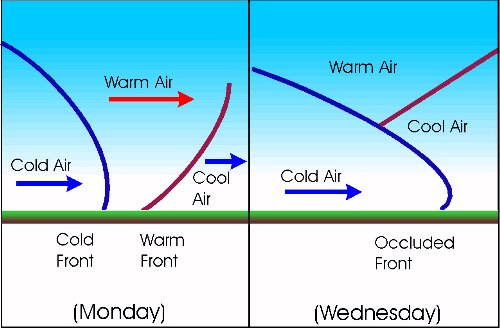 Warm Air
Cold Air
Cool
Air
Cold
Front
Warm
Front
(Monday)
Warm Air
Cool Air
Cold Air
Occluded
Front
(Wednesday)